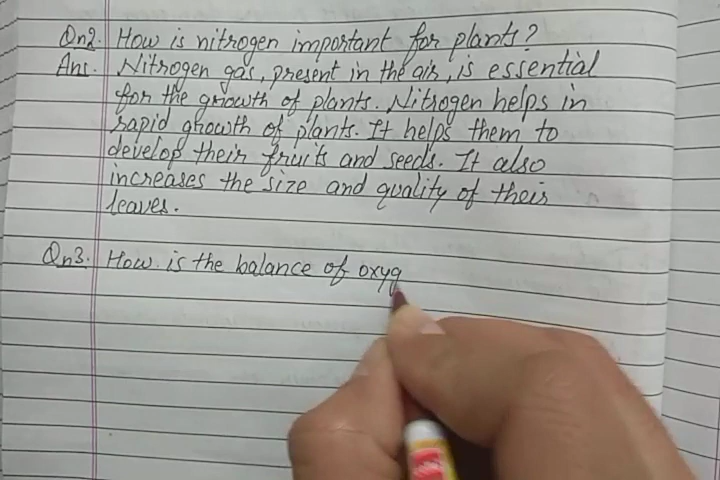 Qn2. How is nitrogen important for plants?
Ans. Nitrogen gas, present in the air, is essential
for the growth of plants. Nitrogen helps in
rapid growth of plants. It helps them to
develop their fruits and seeds. It also
increases the size and quality of their
leaves.
Qn3. How is the balance of oxyg